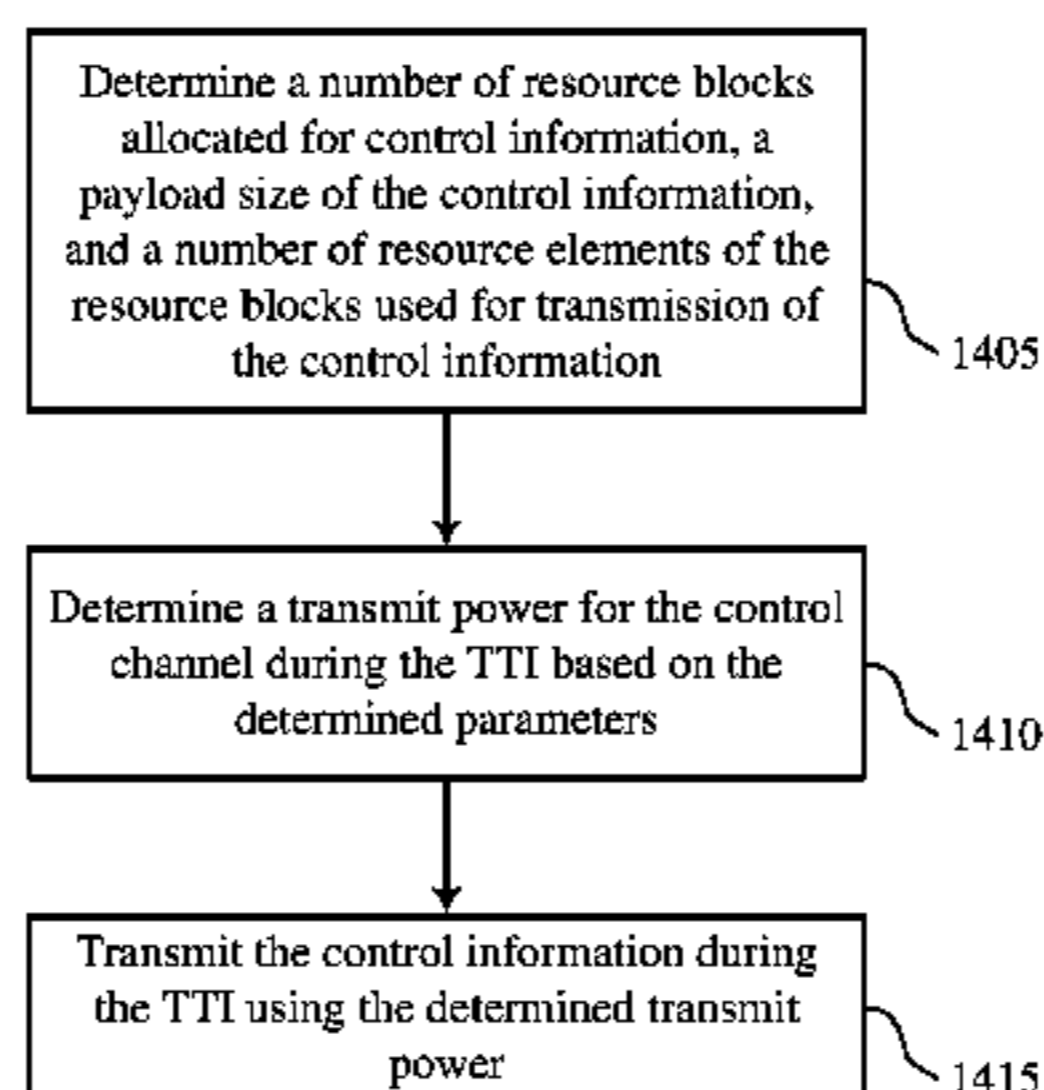 Determine a number of resource blocks
allocated for control information, a
payload size of the control information,
and a number of resource elements of the
resource blocks used for transmission of
the control information
1405
Determine a transmit power for the control
channel during the TTI based on the
determined parameters
1410
Transmit the control information during
the TTI using the determined transmit
power
1415